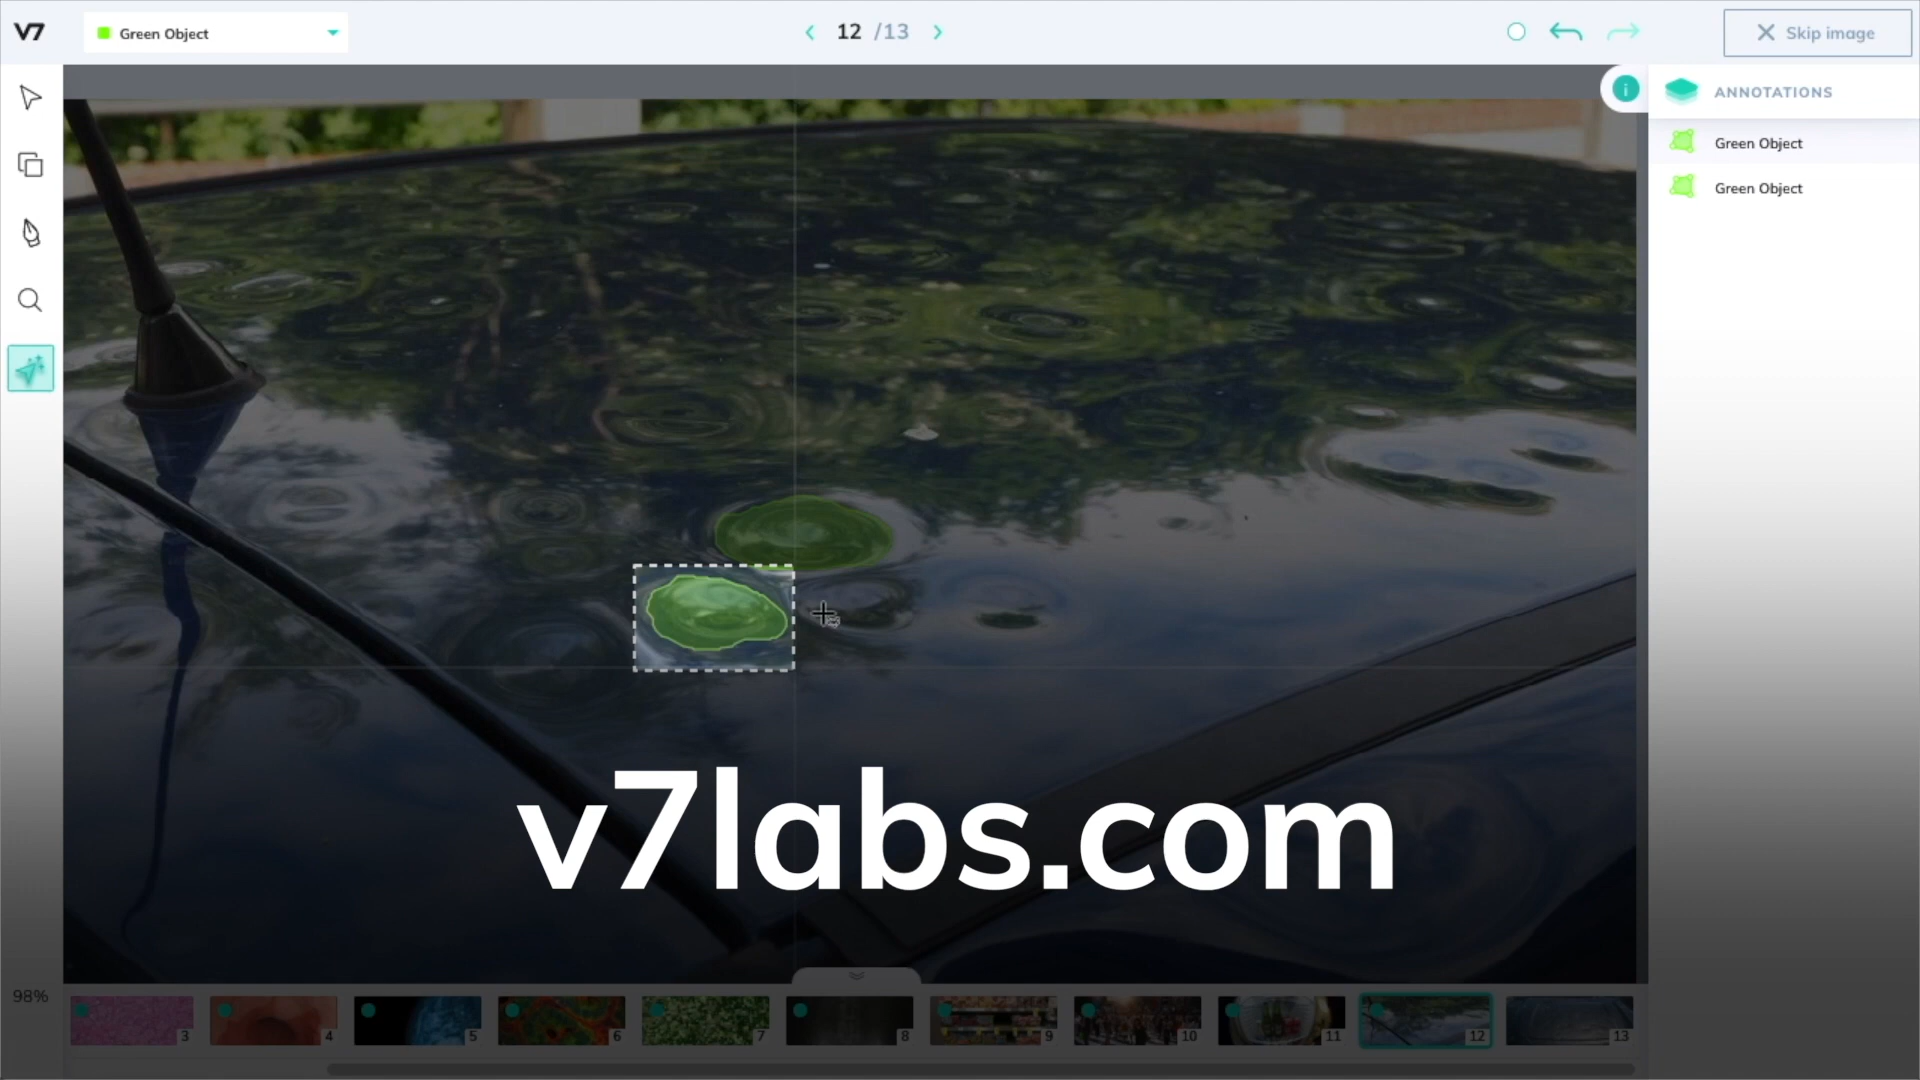 V7
Green Object
12 /13
Skip image
ANNOTATIONS
Green Object
Green Object
v7labs.com
98%
3
4
5
6
7
8
9
10
11
12
13